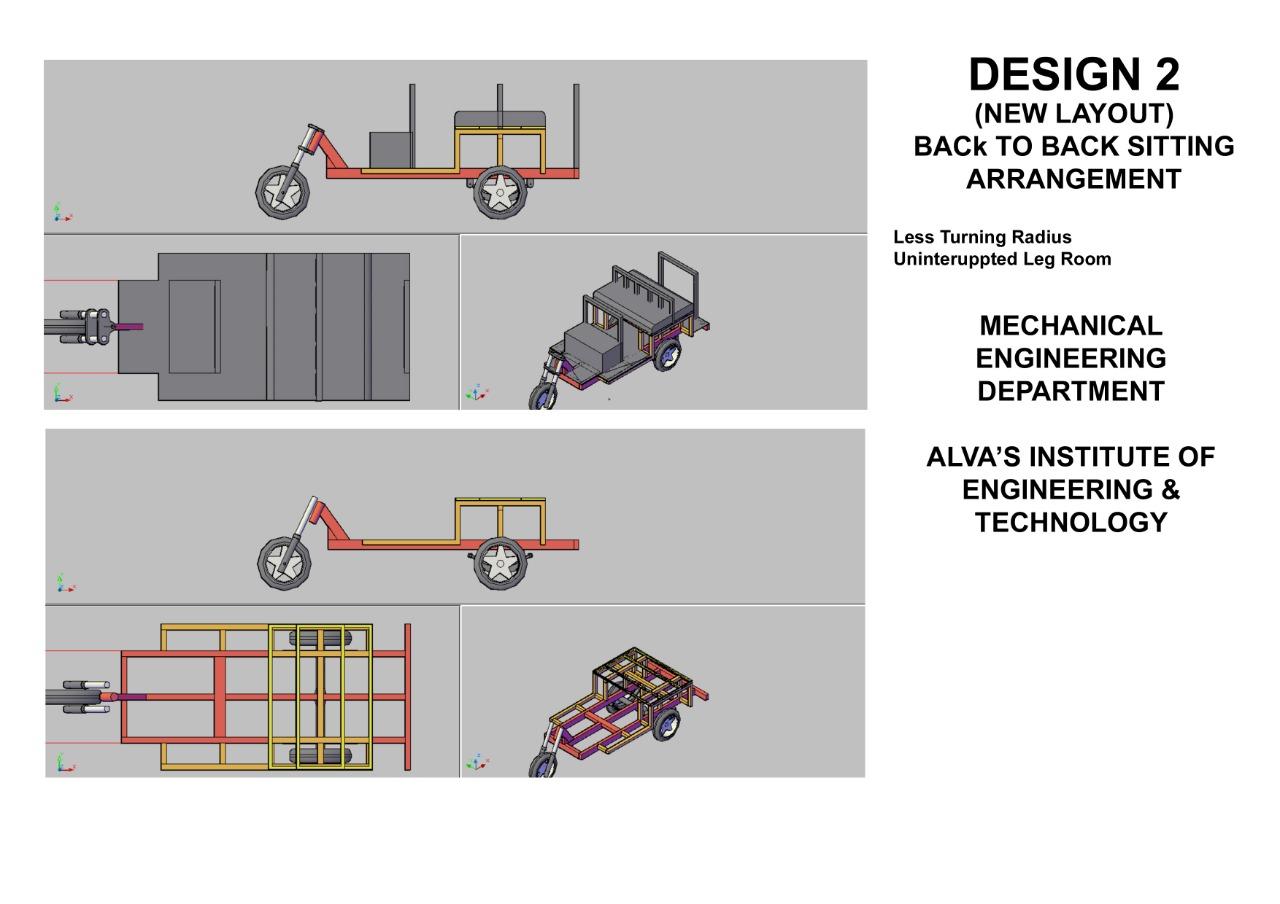 DESIGN 2
(NEW LAYOUT)
BACk TO BACK SITTING
ARRANGEMENT
Less Turning Radius
Uninteruppted Leg Room
MECHANICAL
ENGINEERING
DEPARTMENT
ALVA'S INSTITUTE OF
ENGINEERING &
TECHNOLOGY